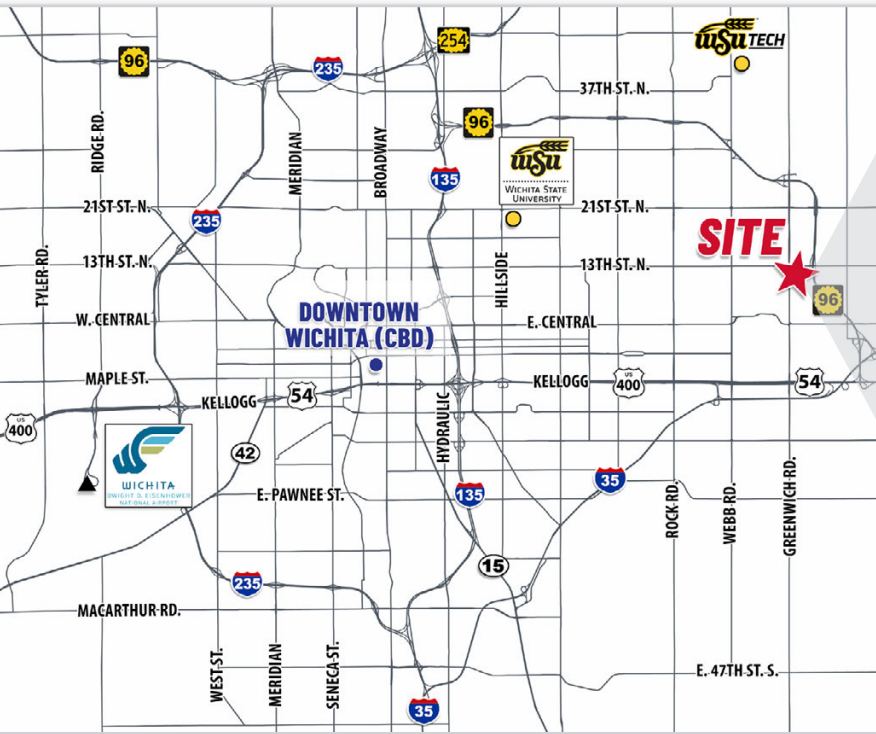 WSU TECH
254
96
235
37TH ST. N.
96
RIDGE RD.
MERIDIAN
BROADWAY
WSU
WICHITA STATE
UNIVERSITY
135
21ST ST. N.
235
21ST ST. N.
SITE
TYLER RD.
13TH ST. N.
HILLSIDE
13TH ST. N.
96
DOWNTOWN
WICHITA (CBD)
W. CENTRAL
E. CENTRAL
MAPLE ST.
KELLOGG
54
KELLOGG
US
400
54
US
400
HYDRAULIC
WICHITA
DWIGHT D. EISENHOWER
NATIONAL AIRPORT
42
E. PAWNEE ST.
135
35
ROCK RD.
WEBB RD.
GREENWICH RD.
15
235
MACARTHUR RD.
WEST ST.
MERIDIAN
SENECA ST.
E. 47TH ST. S.
35